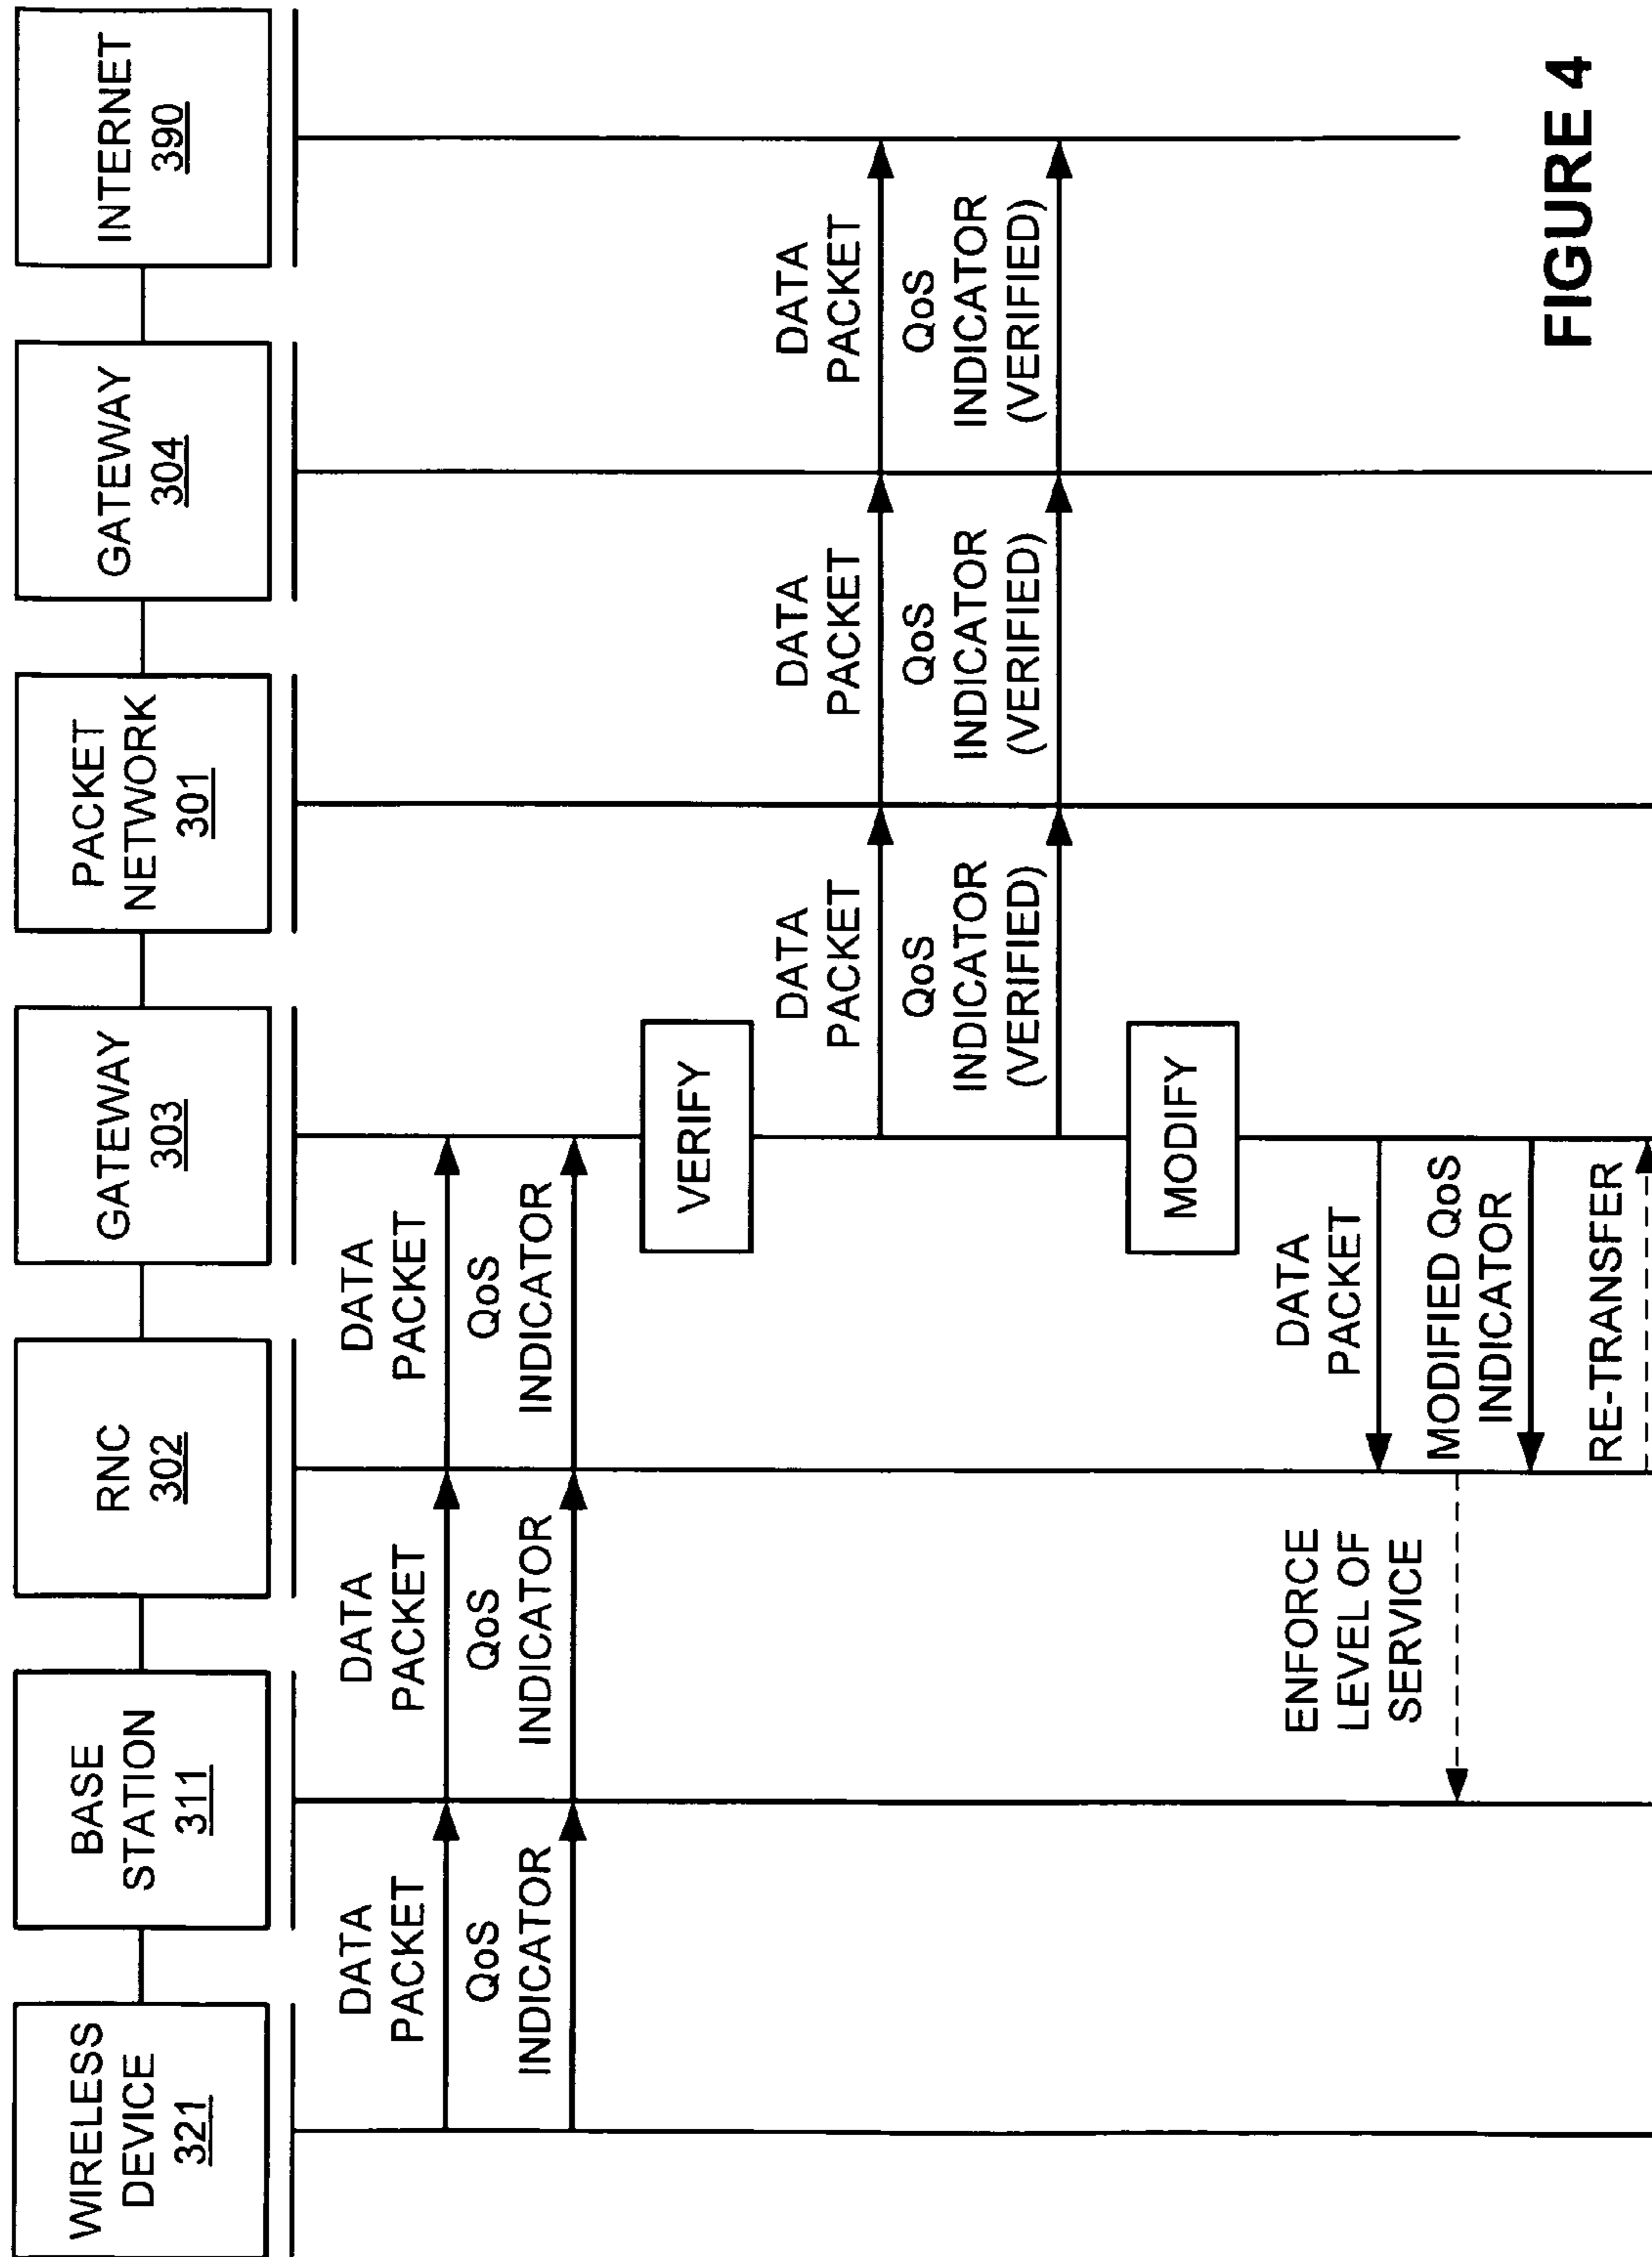 WIRELESS
DEVICE
321
BASE
STATION
311
RNC
302
GATEWAY
303
PACKET
NETWORK
301
GATEWAY
304
INTERNET
390
DATA
PACKET
QoS
INDICATOR
DATA
PACKET
QoS
INDICATOR
DATA
PACKET
QoS
INDICATOR
VERIFY
DATA
PACKET
QoS
INDICATOR
(VERIFIED)
DATA
PACKET
QoS
INDICATOR
(VERIFIED)
DATA
PACKET
QoS
INDICATOR
(VERIFIED)
MODIFY
DATA
PACKET
ENFORCE
LEVEL OF
SERVICE
MODIFIED QoS
INDICATOR
RE-TRANSFER
FIGURE 4